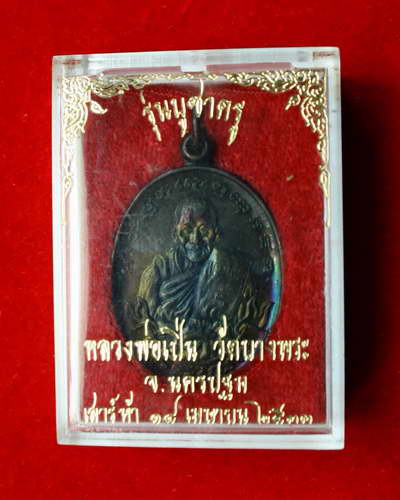 รุ่นบูชาครู
หลวงพ่อเปิ่น วัดบางพระ
จ.นครปฐม
เสาร์ห้า ๑๔ เมษายน ๒๕๓๓